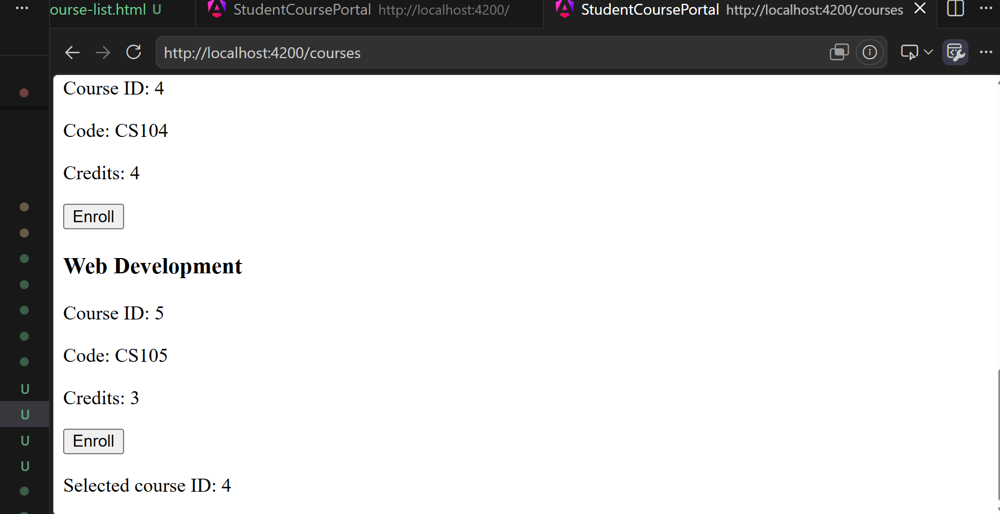 ourse-list.html U
StudentCoursePortal http://localhost:4200/
StudentCoursePortal http://localhost:4200/courses
http://localhost:4200/courses
Course ID: 4
Code: CS104
Credits: 4
Enroll
Web Development
Course ID: 5
Code: CS105
Credits: 3
Enroll
Selected course ID: 4
U
U
U
U